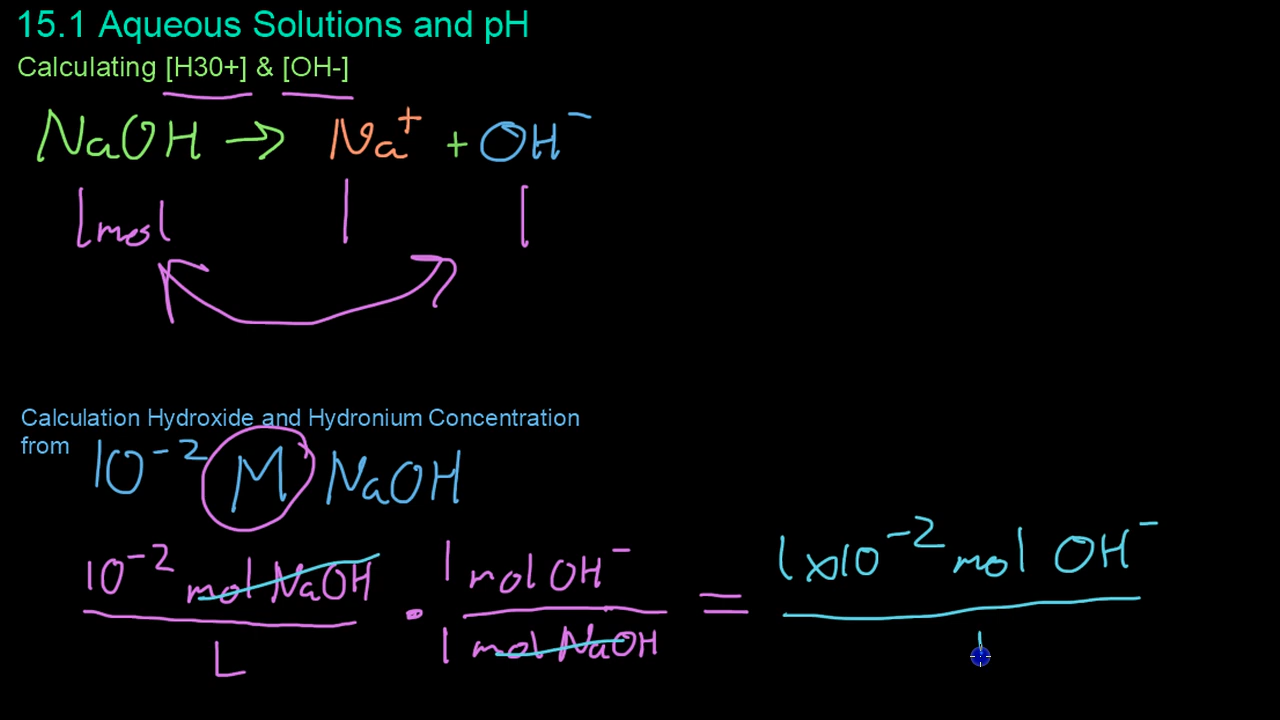 15.1 Aqueous Solutions and pH
Calculating [H30+] & [OH-]
NaOH → Na⁺ + OH⁻
1mol 1 1
Calculation Hydroxide and Hydronium Concentration
from 10⁻² M NaOH
10⁻² mol NaOH / L · 1 mol OH⁻ / 1 mol NaOH = 1x10⁻² mol OH⁻